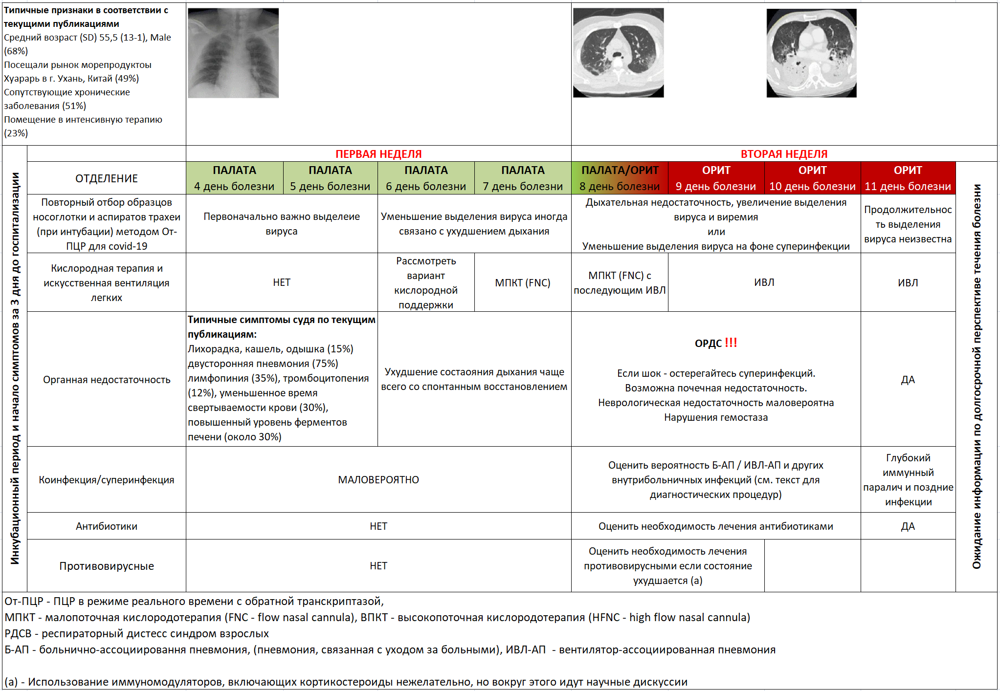 Типичные признаки в соответствии с
текущими публикациями
Средний возраст (SD) 55,5 (13-1), Male
(68%)
Посещали рынок морепродуктоы
Хуарарь в г. Ухань, Китай (49%)
Сопутствующие хронические
заболевания (51%)
Помещение в интенсивную терапию
(23%)
Инкубационный период и начало симптомов за 3 дня до госпитализации
ПЕРВАЯ НЕДЕЛЯ
ВТОРАЯ НЕДЕЛЯ
ОТДЕЛЕНИЕ
ПАЛАТА
4 день болезни
ПАЛАТА
5 день болезни
ПАЛАТА
6 день болезни
ПАЛАТА
7 день болезни
ПАЛАТА/ОРИТ
8 день болезни
ОРИТ
9 день болезни
ОРИТ
10 день болезни
ОРИТ
11 день болезни
Ожидание информации по долгосрочной перспективе течения болезни
Повторный отбор образцов
носоглотки и аспиратов трахеи
(при интубации) методом От-
ПЦР для covid-19
Первоначально важно выделеие
вируса
Уменьшение выделения вируса иногда
связано с ухудшением дыхания
Дыхательная недостаточность, увеличение выделения
вируса и виремия
или
Уменьшение выделения вируса на фоне суперинфекции
Продолжительнос
ть выделения
вируса неизвестна
Кислородная терапия и
искусственная вентиляция
легких
НЕТ
Рассмотреть
вариант
кислородной
поддержки
МПКТ (FNC)
МПКТ (FNC) с
последующим ИВЛ
ИВЛ
ИВЛ
Органная недостаточность
Типичные симптомы судя по текущим
публикациям:
Лихорадка, кашель, одышка (15%)
двусторонняя пневмония (75%)
лимфопиния (35%), тромбоцитопения
(12%), уменьшенное время
свертываемости крови (30%),
повышенный уровень ферментов
печени (около 30%)
Ухудшение состаояния дыхания чаще
всего со спонтанным восстановлением
ОРДС !!!
Если шок - остерегайтесь суперинфекций.
Возможна почечная недостаточность.
Неврологическая недостаточность маловероятна
Нарушения гемостаза
ДА
Коинфекция/суперинфекция
МАЛОВЕРОЯТНО
Оценить вероятность Б-АП / ИВЛ-АП и других
внутрибольничных инфекций (см. текст для
диагностических процедур)
Глубокий
иммунный
паралич и поздние
инфекции
Антибиотики
НЕТ
Оценить необходимость лечения антибиотиками
ДА
Противовирусные
НЕТ
Оценить необходимость лечения
противовирусными если состояние
ухудшается (а)
От-ПЦР - ПЦР в режиме реального времени с обратной транскриптазой,
МПКТ - малопоточная кислородотерапия (FNC - flow nasal cannula), ВПКТ - высокопоточная кислородотерапия (HFNC - high flow nasal cannula)
РДСВ - респираторный дистесс синдром взрослых
Б-АП - больнично-ассоциировання пневмония, (пневмония, связанная с уходом за больными), ИВЛ-АП - вентилятор-ассоциированная пневмония
(а) - Использование иммуномодуляторов, включающих кортикостероиды нежелательно, но вокруг этого идут научные дискуссии